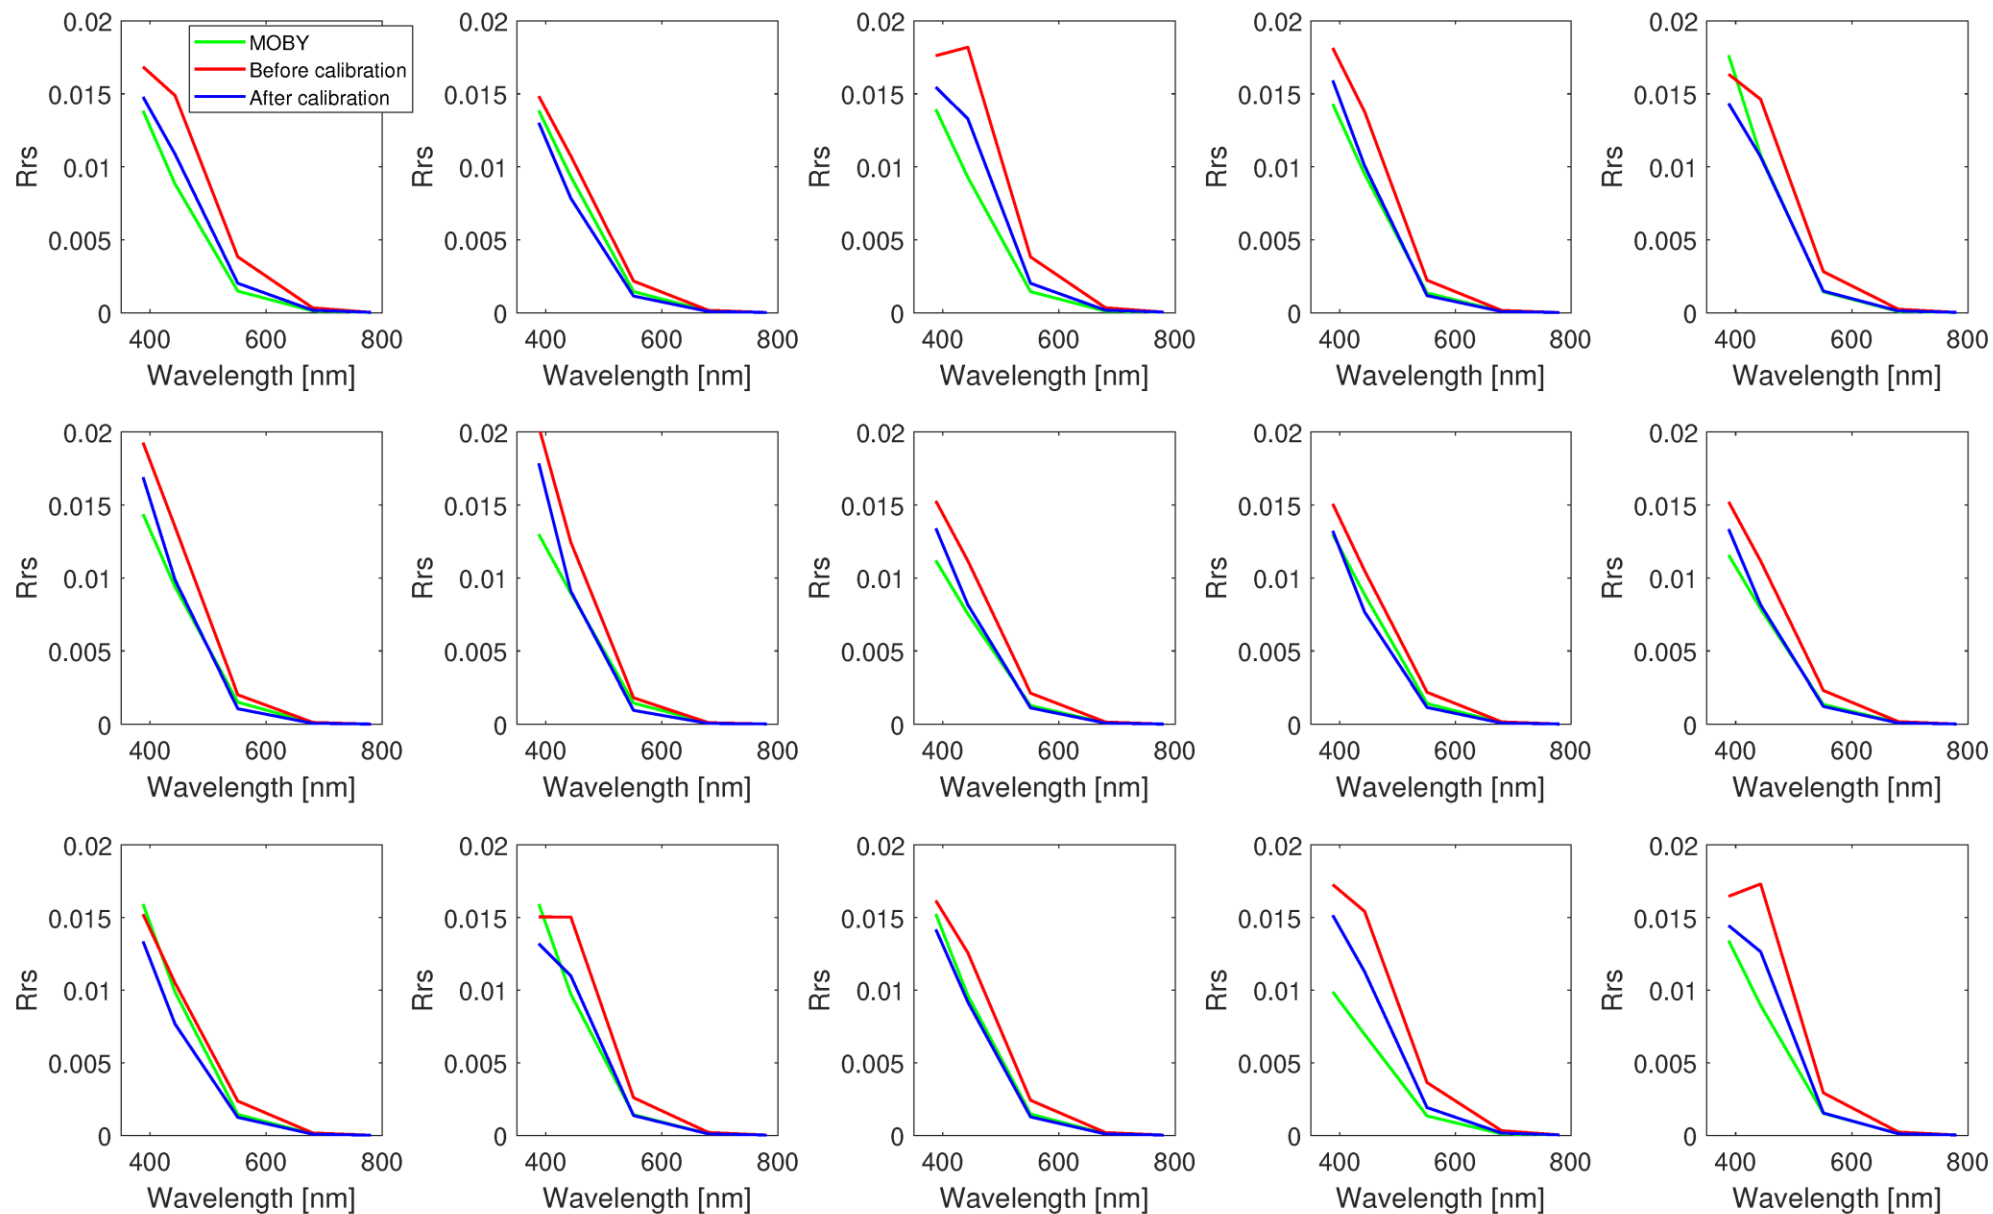 0.02 0.02 0.02 0.02 0.02
MOBY
Before calibration
After calibration
0.015 0.015 0.015 0.015 0.015
0.01 0.01 0.01 0.01 0.01
Rrs Rrs Rrs Rrs Rrs
0.005 0.005 0.005 0.005 0.005
0 0 0 0 0
400 600 800 400 600 800 400 600 800 400 600 800 400 600 800
Wavelength [nm] Wavelength [nm] Wavelength [nm] Wavelength [nm] Wavelength [nm]
0.02 0.02 0.02 0.02 0.02
0.015 0.015 0.015 0.015 0.015
0.01 0.01 0.01 0.01 0.01
Rrs Rrs Rrs Rrs Rrs
0.005 0.005 0.005 0.005 0.005
0 0 0 0 0
400 600 800 400 600 800 400 600 800 400 600 800 400 600 800
Wavelength [nm] Wavelength [nm] Wavelength [nm] Wavelength [nm] Wavelength [nm]
0.02 0.02 0.02 0.02 0.02
0.015 0.015 0.015 0.015 0.015
0.01 0.01 0.01 0.01 0.01
Rrs Rrs Rrs Rrs Rrs
0.005 0.005 0.005 0.005 0.005
0 0 0 0 0
400 600 800 400 600 800 400 600 800 400 600 800 400 600 800
Wavelength [nm] Wavelength [nm] Wavelength [nm] Wavelength [nm] Wavelength [nm]